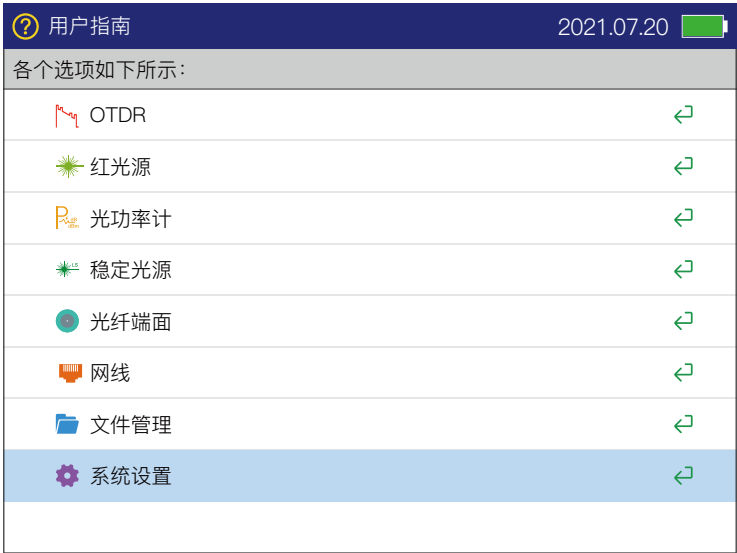 用户指南 2021.07.20
各个选项如下所示：
OTDR
红光源
光功率计
稳定光源
光纤端面
网线
文件管理
系统设置